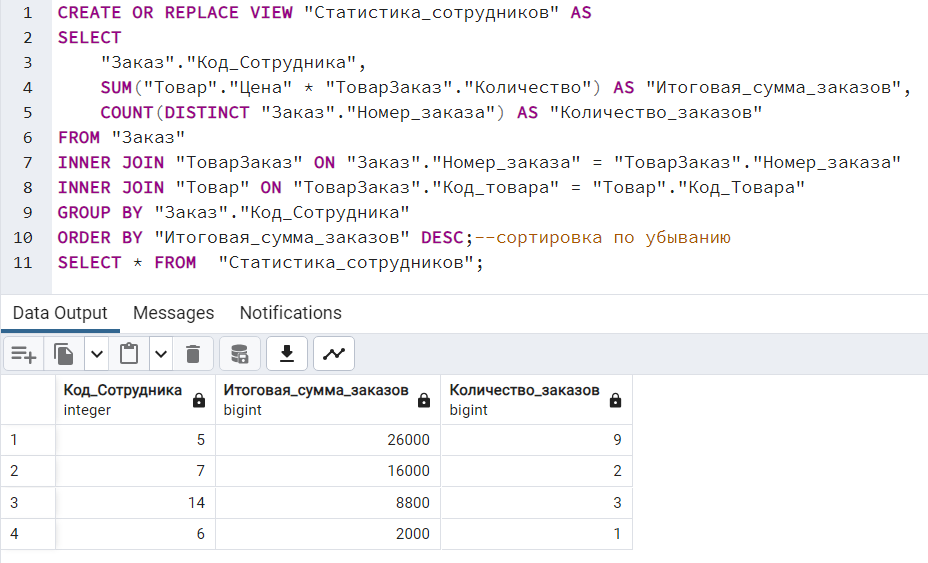 1 CREATE OR REPLACE VIEW "Статистика_сотрудников" AS
2 SELECT
3 "Заказ"."Код_Сотрудника",
4 SUM("Товар"."Цена" * "ТоварЗаказ"."Количество") AS "Итоговая_сумма_заказов",
5 COUNT(DISTINCT "Заказ"."Номер_заказа") AS "Количество_заказов"
6 FROM "Заказ"
7 INNER JOIN "ТоварЗаказ" ON "Заказ"."Номер_заказа" = "ТоварЗаказ"."Номер_заказа"
8 INNER JOIN "Товар" ON "ТоварЗаказ"."Код_товара" = "Товар"."Код_Товара"
9 GROUP BY "Заказ"."Код_Сотрудника"
10 ORDER BY "Итоговая_сумма_заказов" DESC;--сортировка по убыванию
11 SELECT * FROM  "Статистика_сотрудников";
Data Output Messages Notifications
Код_Сотрудника Итоговая_сумма_заказов Количество_заказов
integer bigint bigint
1 5 26000 9
2 7 16000 2
3 14 8800 3
4 6 2000 1